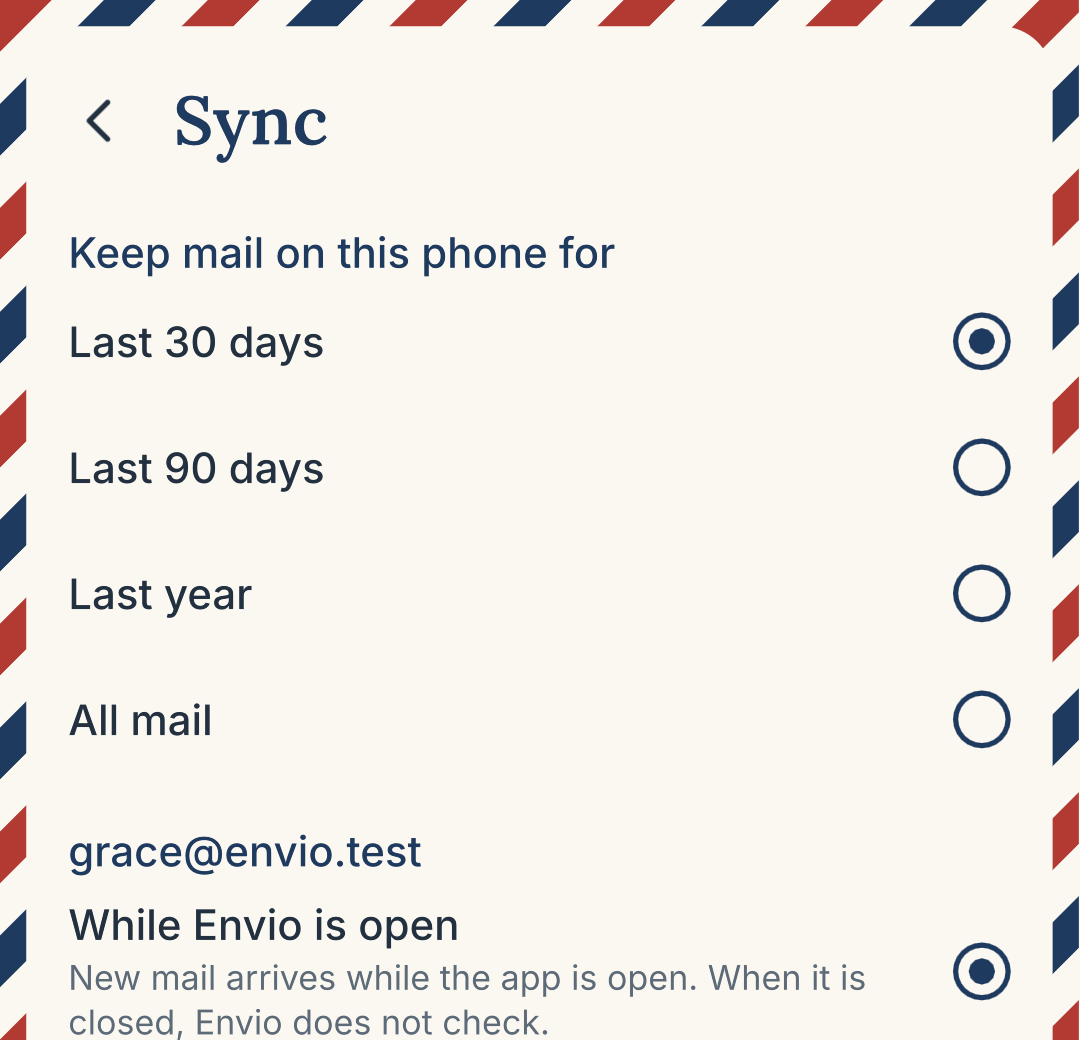 Sync
Keep mail on this phone for
Last 30 days
Last 90 days
Last year
All mail
grace@envio.test
While Envio is open
New mail arrives while the app is open. When it is
closed, Envio does not check.